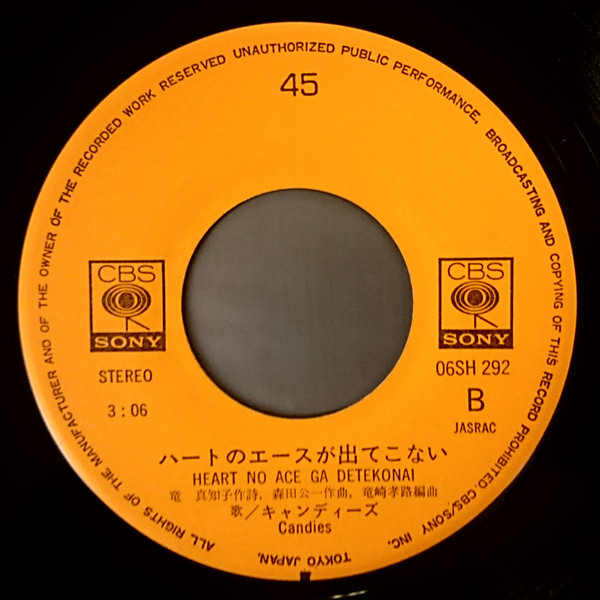 ALL RIGHTS OF THE MANUFACTURER AND OF THE OWNER OF THE RECORDED WORK RESERVED UNAUTHORIZED PUBLIC PERFORMANCE, BROADCASTING AND COPYING OF THIS RECORD PROHIBITED. CBS/SONY INC. TOKYO JAPAN.
45
CBS
SONY
CBS
SONY
STEREO
06SH 292
3:06
B
JASRAC
ハートのエースが出てこない
HEART NO ACE GA DETEKONAI
竜 真知子作詩, 森田公一作曲, 竜崎孝路編曲
歌/キャンディーズ
Candies